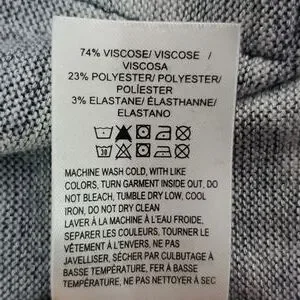 74% VISCOSE/ VISCOSE /
VISCOSA
23% POLYESTER/ POLYESTER/
POLÍESTER
3% ELASTANE/ ÉLASTHANNE/
ELASTANO
MACHINE WASH COLD, WITH LIKE
COLORS, TURN GARMENT INSIDE OUT, DO
NOT BLEACH, TUMBLE DRY LOW, COOL
IRON, DO NOT DRY CLEAN
LAVER À LA MACHINE À L'EAU FROIDE,
SÉPARER LES COULEURS, TOURNER LE
VÊTEMENT À L'ENVERS, NE PAS
JAVELLISER, SÉCHER PAR CULBUTAGE À
BASSE TEMPÉRATURE, FER À BASSE
TEMPÉRATURE, NE PAS NETTOYER À SEC